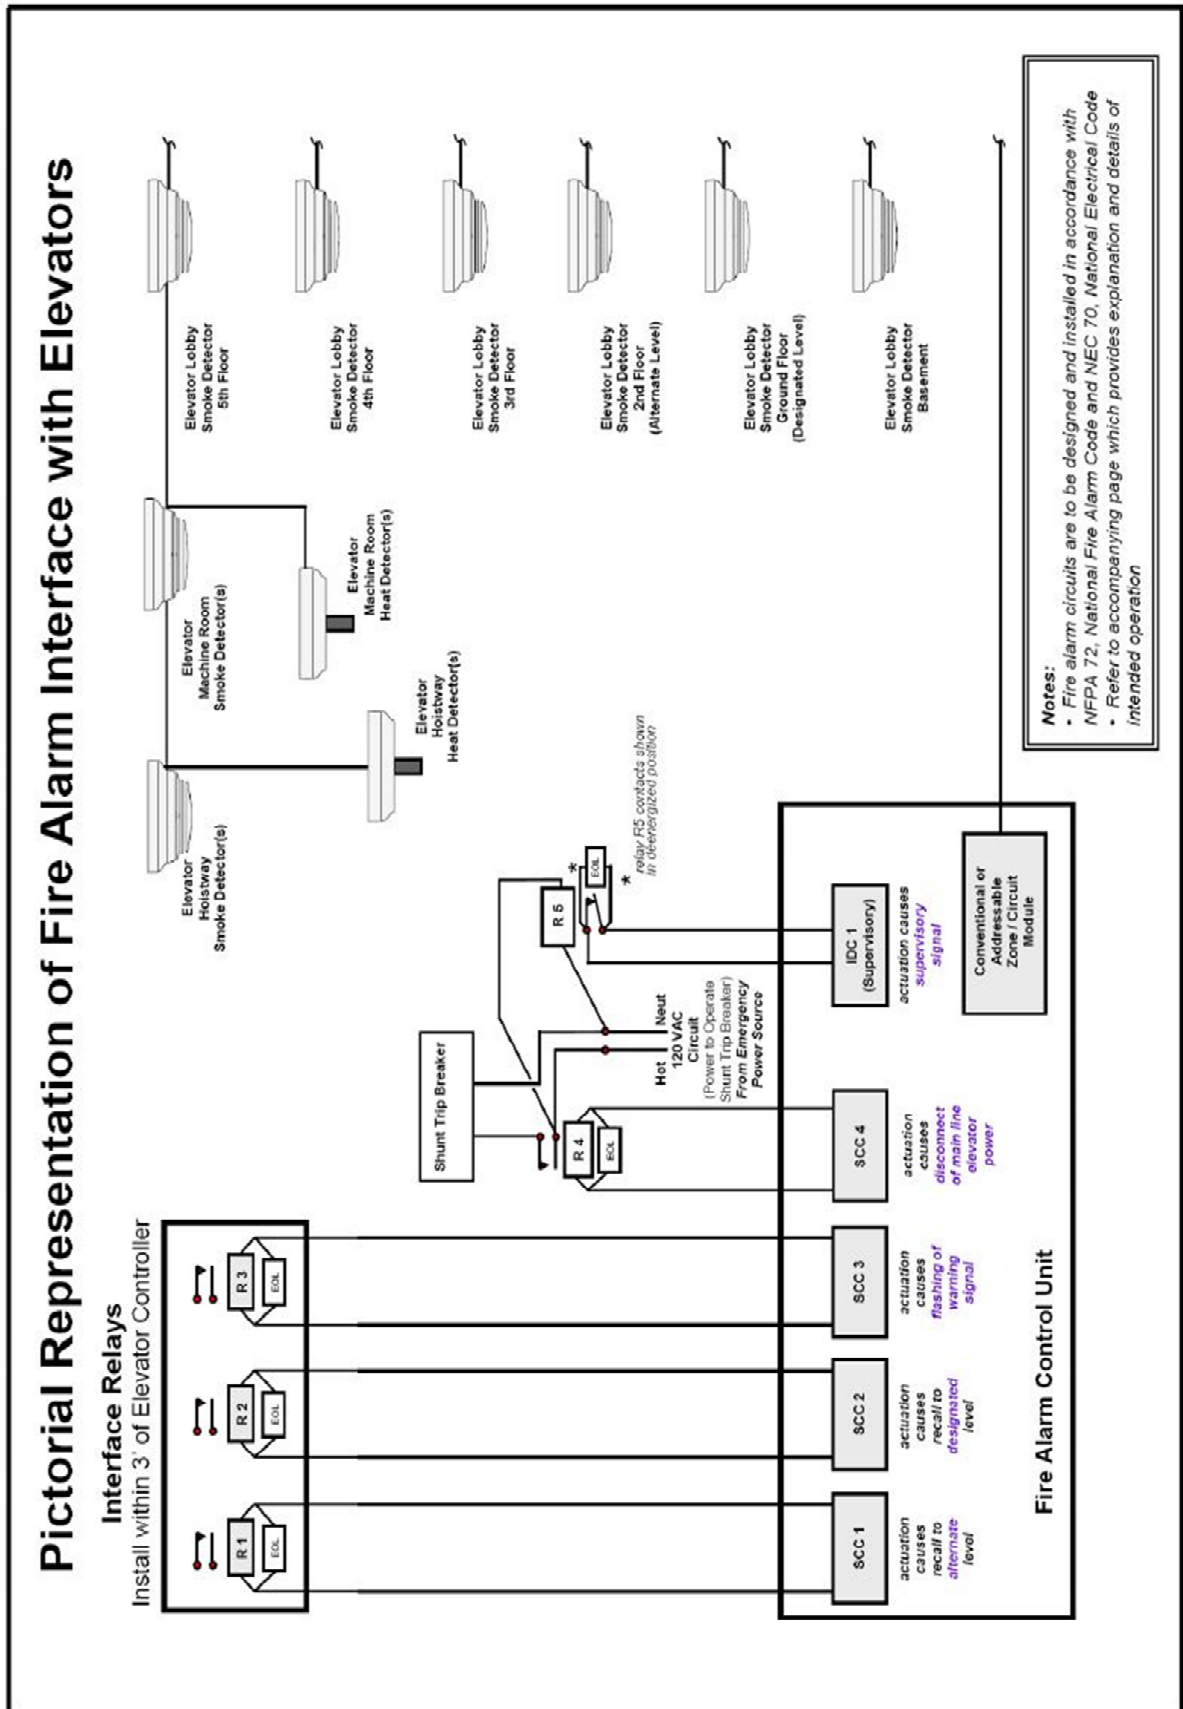 Pictorial Representation of Fire Alarm Interface with Elevators
Interface Relays
Install within 3' of Elevator Controller
R 1
EOL
R 2
EOL
R 3
EOL
Shunt Trip Breaker
R 4
EOL
Hot
Neut
120 VAC
Circuit
(Power to Operate
Shunt Trip Breaker)
From Emergency
Power Source
R 5
*
EOL
*
relay R5 contacts shown
in deenergized position
Elevator
Hoistway
Smoke Detector(s)
Elevator
Hoistway
Heat Detector(s)
Elevator
Machine Room
Smoke Detector(s)
Elevator
Machine Room
Heat Detector(s)
Elevator Lobby
Smoke Detector
5th Floor
Elevator Lobby
Smoke Detector
4th Floor
Elevator Lobby
Smoke Detector
3rd Floor
Elevator Lobby
Smoke Detector
2nd Floor
(Alternate Level)
Elevator Lobby
Smoke Detector
Ground Floor
(Designated Level)
Elevator Lobby
Smoke Detector
Basement
SCC 1
actuation
causes
recall to
alternate
level
SCC 2
actuation
causes
recall to
designated
level
SCC 3
actuation
causes
flashing of
warning
signal
SCC 4
actuation
causes
disconnect
of main line
elevator
power
IDC 1
(Supervisory)
actuation causes
supervisory
signal
Conventional or
Addressable
Zone / Circuit
Module
Fire Alarm Control Unit
Notes:
• Fire alarm circuits are to be designed and installed in accordance with
NFPA 72, National Fire Alarm Code and NEC 70, National Electrical Code
• Refer to accompanying page which provides explanation and details of
intended operation